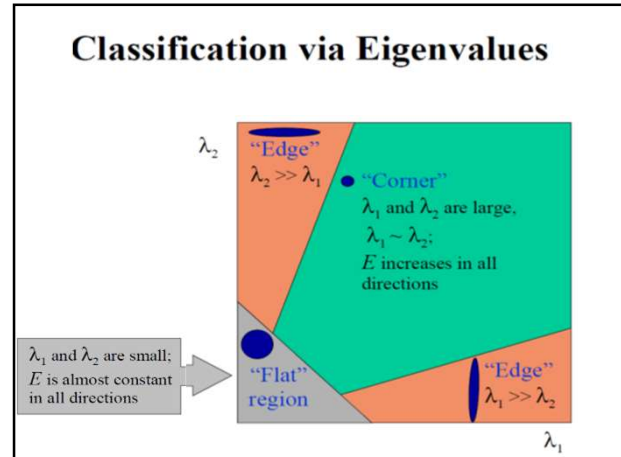 Classification via Eigenvalues
λ₂
“Edge”
λ₂ >> λ₁
“Corner”
λ₁ and λ₂ are large,
λ₁ ~ λ₂;
E increases in all
directions
λ₁ and λ₂ are small;
E is almost constant
in all directions
“Flat”
region
“Edge”
λ₁ >> λ₂
λ₁